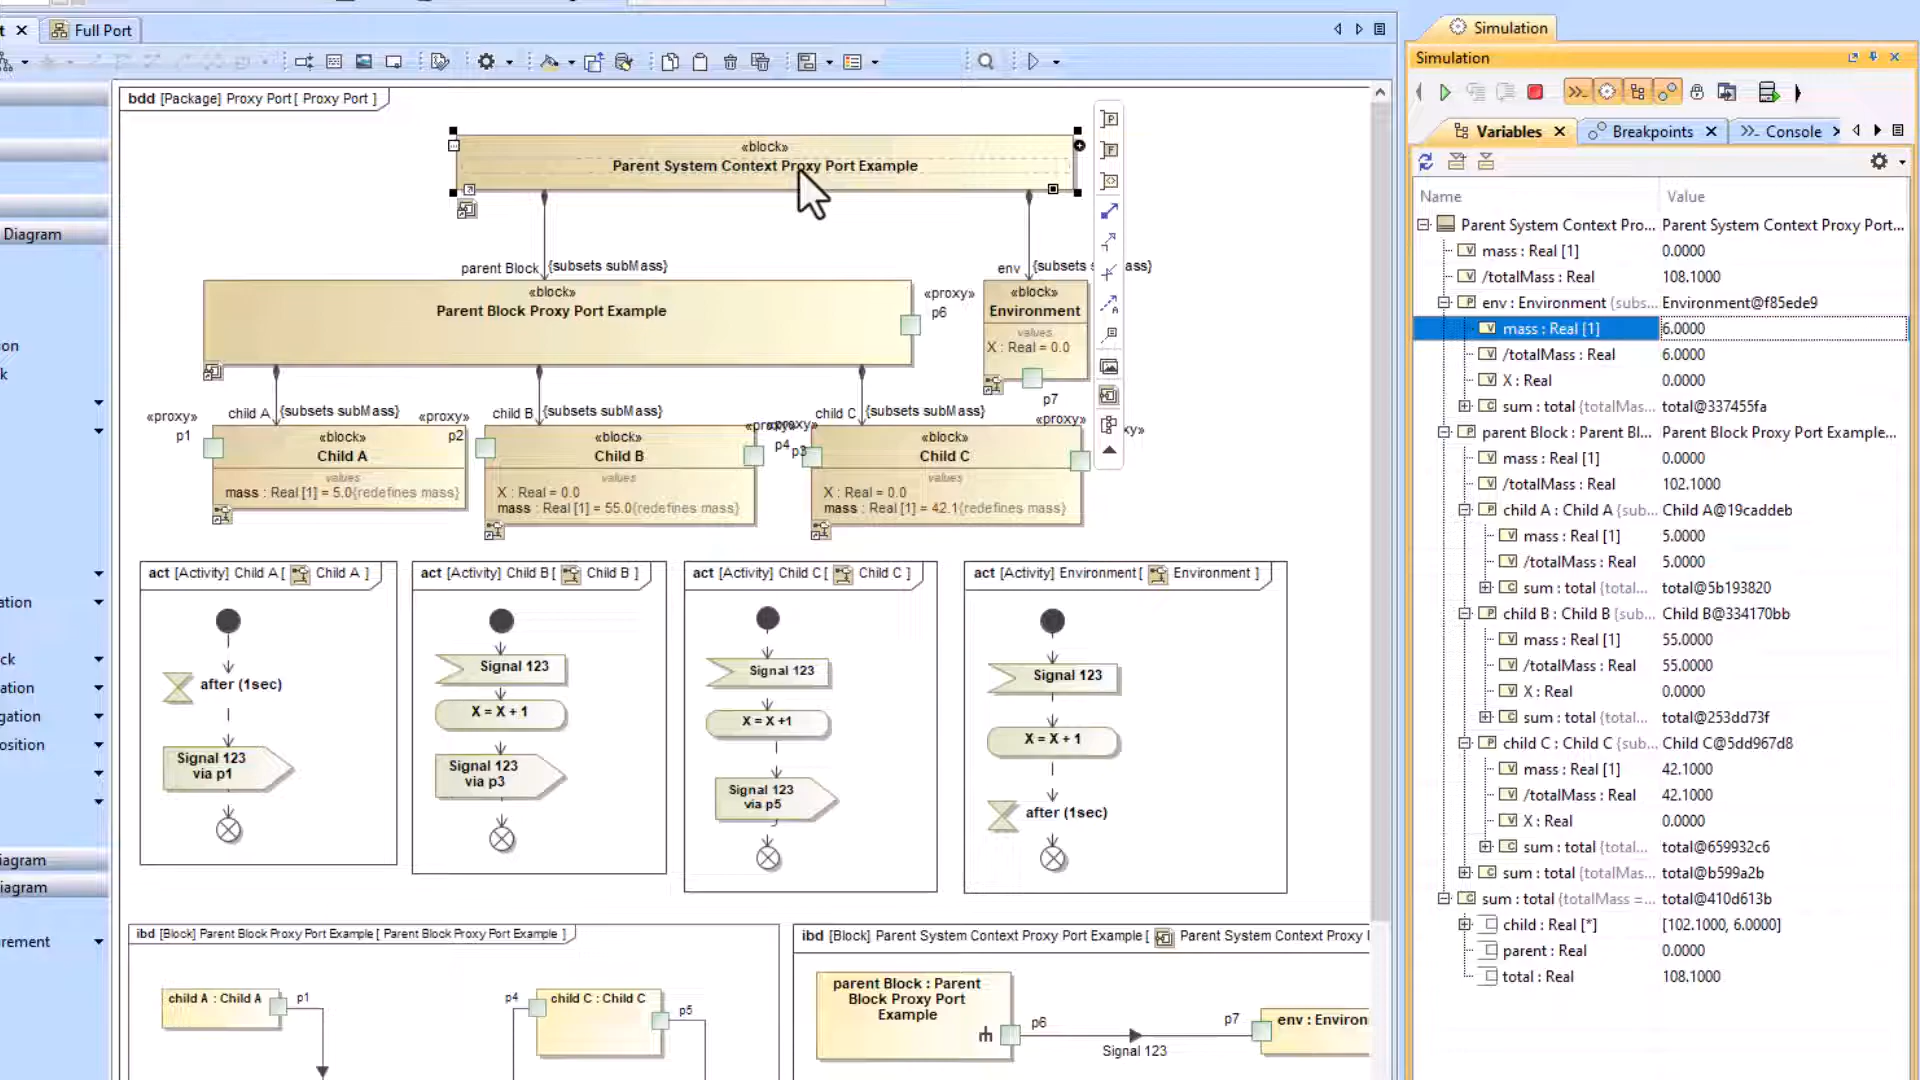 Full Port
bdd [Package] Proxy Port[ Proxy Port ]
«block»
Parent System Context Proxy Port Example
parent Block
{subsets subMass}
env
{subsets
ass}
«block»
Parent Block Proxy Port Example
«proxy»
p6
«block»
Environment
values
X : Real = 0.0
p7
«proxy»
p1
child A
{subsets subMass}
«proxy»
p2
child B
{subsets subMass}
p4
p3
child C
{subsets subMass}
«proxy»
xy»
«block»
Child A
values
mass : Real [1] = 5.0{redefines mass}
«block»
Child B
values
X : Real = 0.0
mass : Real [1] = 55.0{redefines mass}
«block»
Child C
values
X : Real = 0.0
mass : Real [1] = 42.1{redefines mass}
act [Activity] Child A [ Child A ]
after (1sec)
Signal 123
via p1
act [Activity] Child B [ Child B ]
Signal 123
X = X + 1
Signal 123
via p3
act [Activity] Child C [ Child C ]
Signal 123
X = X +1
Signal 123
via p5
act [Activity] Environment[ Environment ]
Signal 123
X = X + 1
after (1sec)
ibd [Block] Parent Block Proxy Port Example [ Parent Block Proxy Port Example ]
child A : Child A
p1
p4
child C : Child C
p5
ibd [Block] Parent System Context Proxy Port Example [ Parent System Context Proxy
parent Block : Parent
Block Proxy Port
Example
p6
Signal 123
p7
env : Environ
Diagram
on
k
ation
ck
ation
gation
osition
iagram
iagram
rement
Simulation
Simulation
Variables
Breakpoints
Console
Name Value
Parent System Context Pro... Parent System Context Proxy Port...
mass : Real [1] 0.0000
/totalMass : Real 108.1000
env : Environment {subs... Environment@f85ede9
mass : Real [1] 6.0000
/totalMass : Real 6.0000
X : Real 0.0000
sum : total {totalMas... total@337455fa
parent Block : Parent Bl... Parent Block Proxy Port Example...
mass : Real [1] 0.0000
/totalMass : Real 102.1000
child A : Child A {sub... Child A@19caddeb
mass : Real [1] 5.0000
/totalMass : Real 5.0000
sum : total {total... total@5b193820
child B : Child B {sub... Child B@334170bb
mass : Real [1] 55.0000
/totalMass : Real 55.0000
X : Real 0.0000
sum : total {total... total@253dd73f
child C : Child C {sub... Child C@5dd967d8
mass : Real [1] 42.1000
/totalMass : Real 42.1000
X : Real 0.0000
sum : total {total... total@659932c6
sum : total {totalMas... total@b599a2b
sum : total {totalMass =... total@410d613b
child : Real [*] [102.1000, 6.0000]
parent : Real 0.0000
total : Real 108.1000